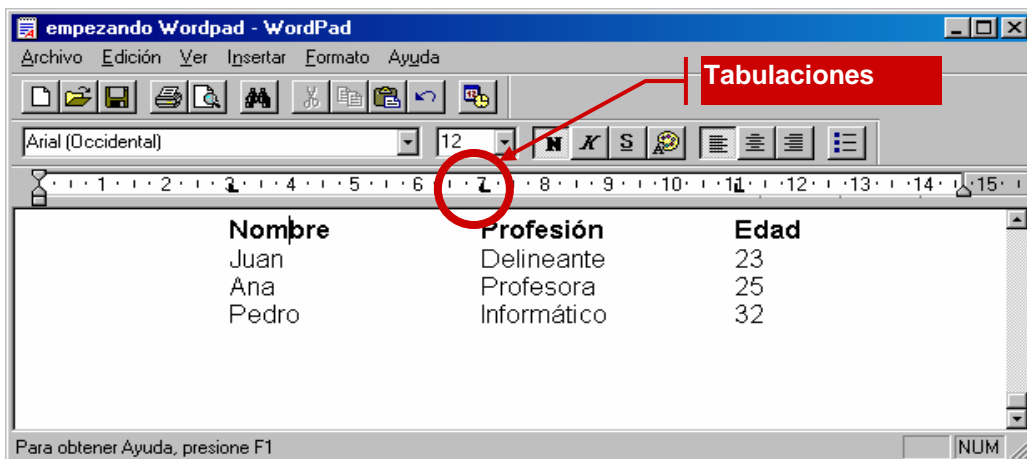 empezando Wordpad - WordPad
Archivo Edición Ver Insertar Formato Ayuda
Tabulaciones
Arial (Occidental) 12 N K S
1 2 3 4 5 6 7 8 9 10 11 12 13 14 15
Nombre Profesión Edad
Juan Delineante 23
Ana Profesora 25
Pedro Informático 32
Para obtener Ayuda, presione F1 NUM